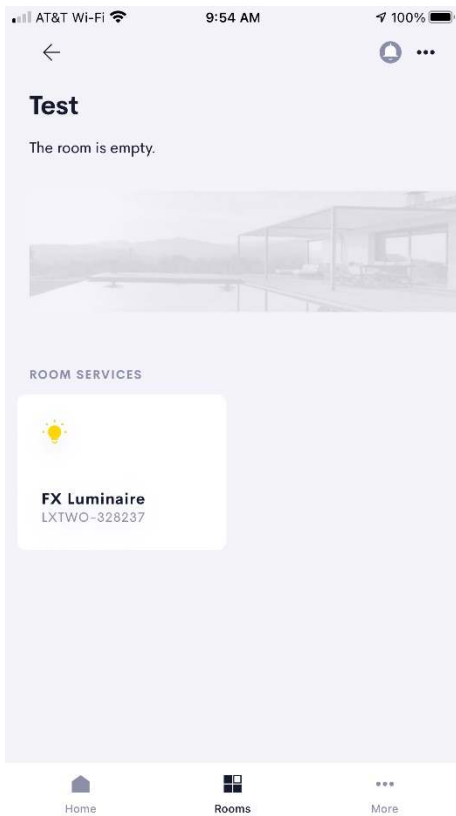 AT&T Wi-Fi 9:54 AM 100%
Test
The room is empty.
ROOM SERVICES
FX Luminaire
LXTWO-328237
Home Rooms More